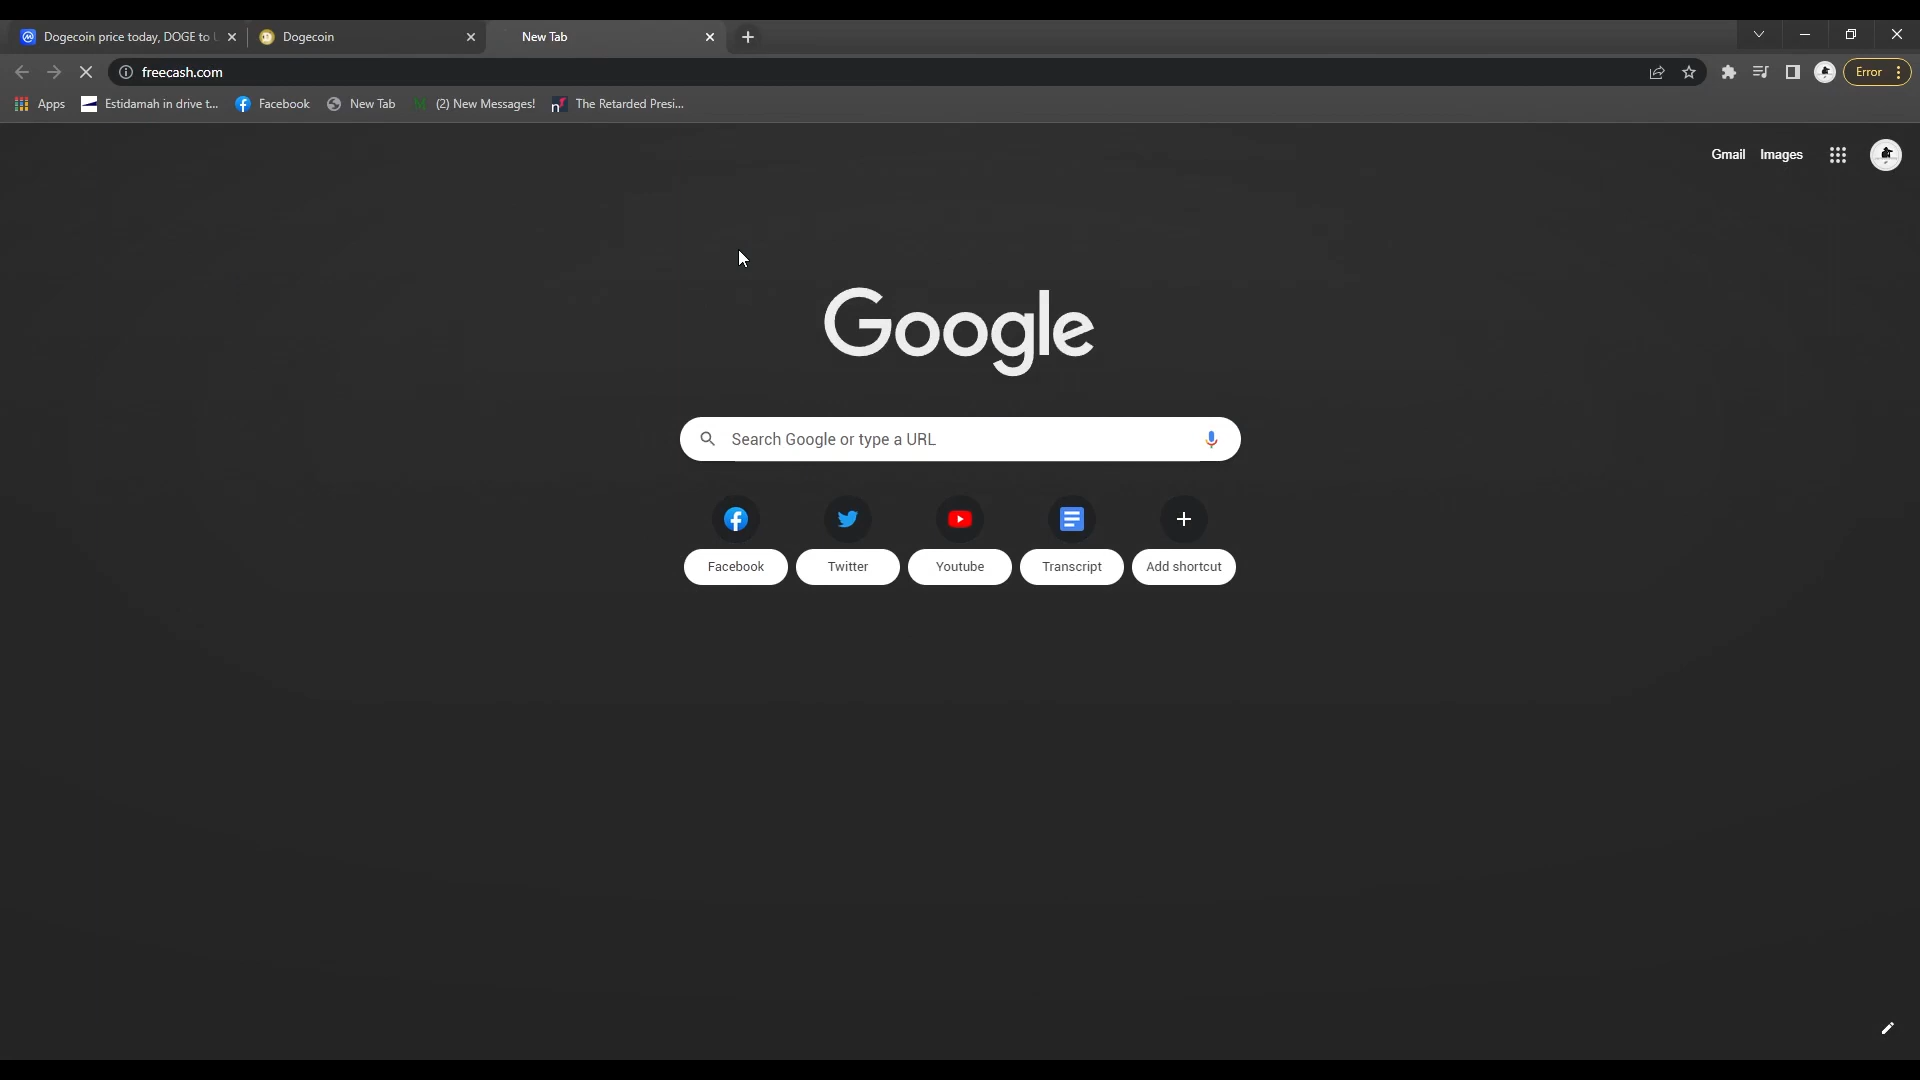 Dogecoin price today, DOGE to
Dogecoin
New Tab
freecash.com
Error
Apps
Estidamah in drive t...
Facebook
New Tab
(2) New Messages!
The Retarded Presi...
Gmail
Images
Google
Search Google or type a URL
Facebook
Twitter
Youtube
Transcript
Add shortcut